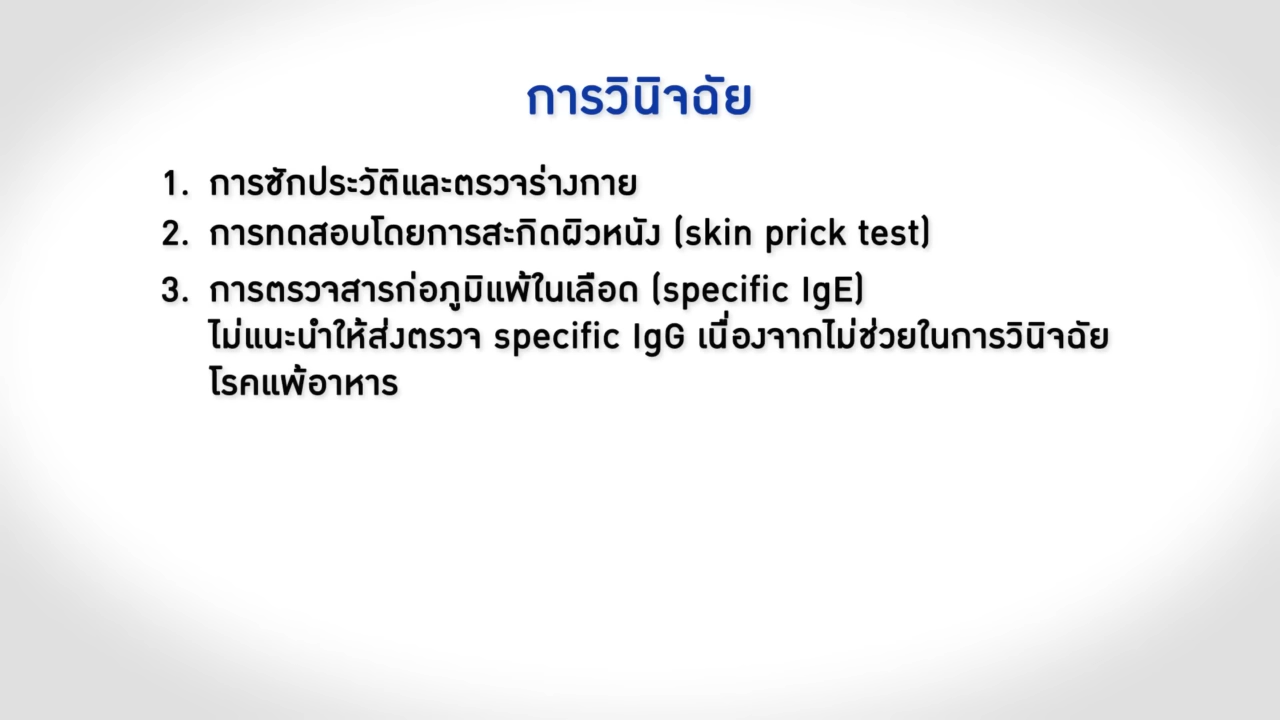 การวินิจฉัย
1. การซักประวัติและตรวจร่างกาย
2. การทดสอบโดยการสะกิดผิวหนัง (skin prick test)
3. การตรวจสารก่อภูมิแพ้ในเลือด (specific IgE)
ไม่แนะนำให้ส่งตรวจ specific IgG เนื่องจากไม่ช่วยในการวินิจฉัย
โรคแพ้อาหาร